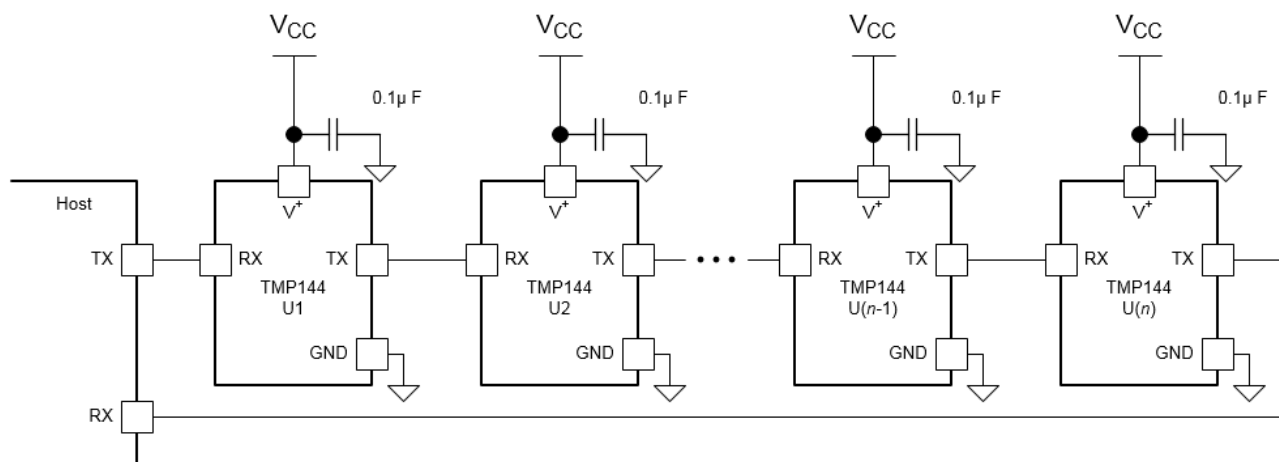 VCC VCC VCC VCC
0.1µ F 0.1µ F 0.1µ F 0.1µ F
Host V+ V+ V+ V+
TX RX TX RX TX ••• RX TX RX TX
TMP144 TMP144 TMP144 TMP144
U1 U2 U(n-1) U(n)
GND GND GND GND
RX